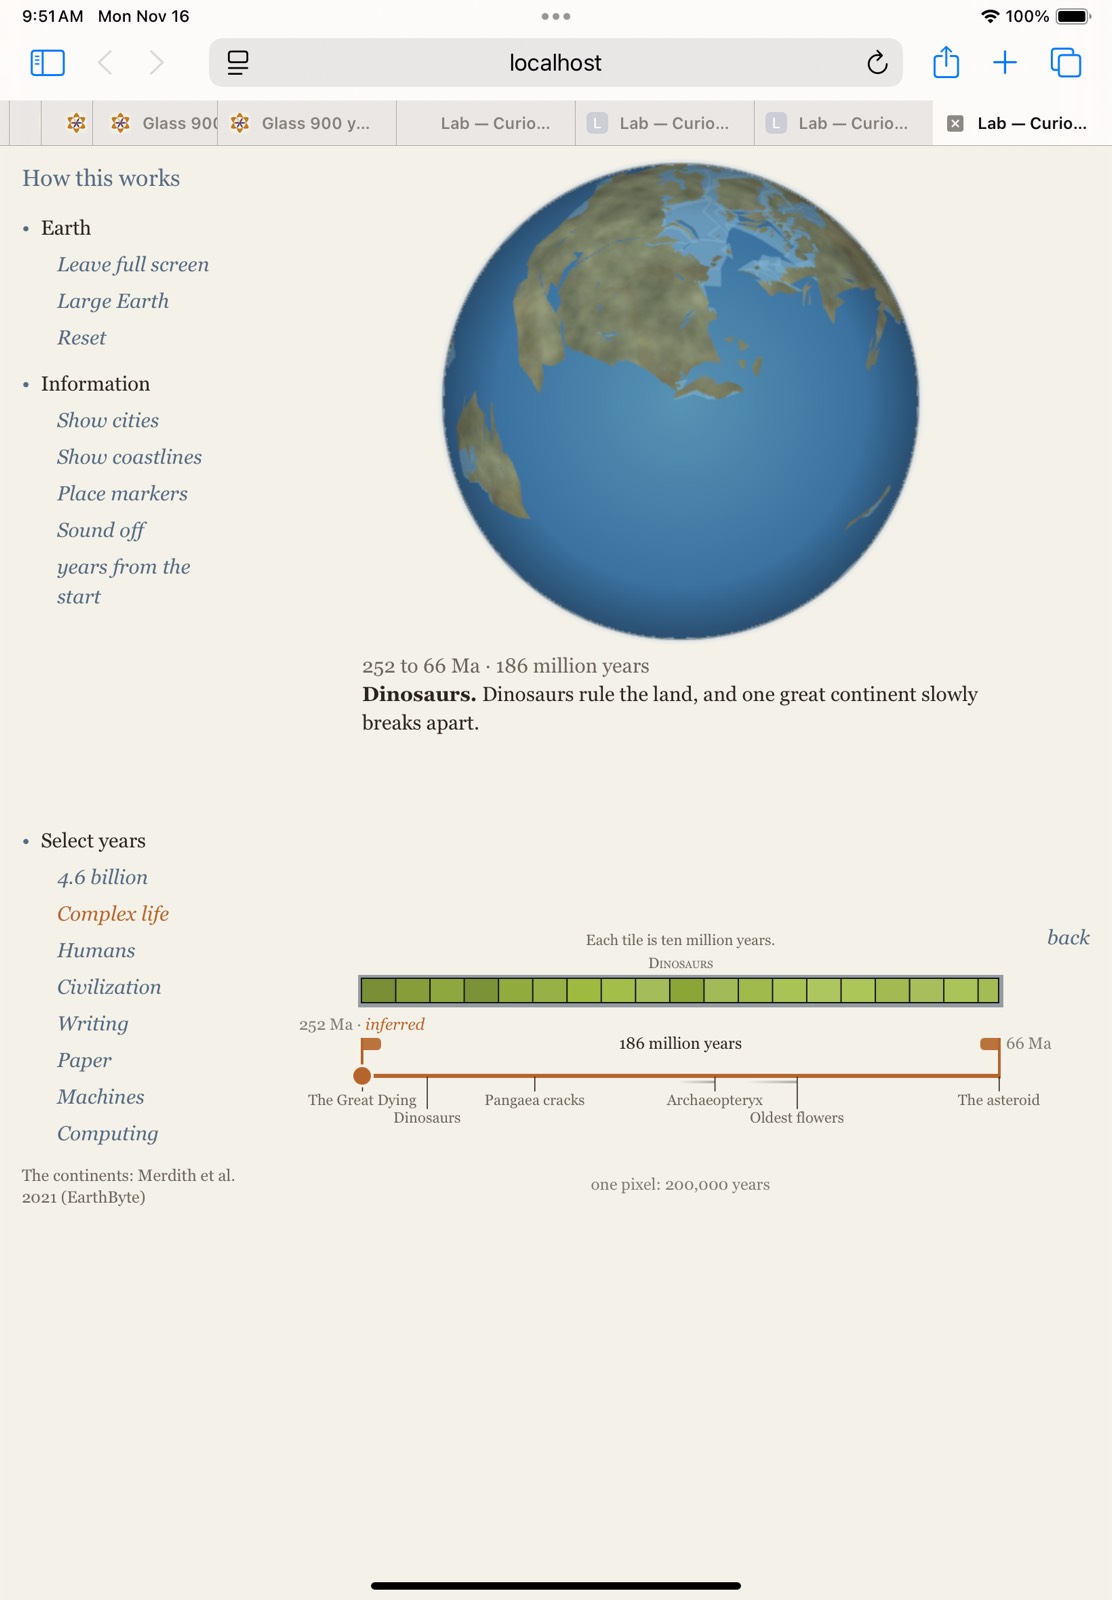 9:51 AM Mon Nov 16
100%
localhost
Glass 900
Glass 900 y...
Lab — Curio...
L
Lab — Curio...
L
Lab — Curio...
Lab — Curio...
How this works
• Earth
Leave full screen
Large Earth
Reset
• Information
Show cities
Show coastlines
Place markers
Sound off
years from the
start
252 to 66 Ma · 186 million years
Dinosaurs. Dinosaurs rule the land, and one great continent slowly
breaks apart.
• Select years
4.6 billion
Complex life
Humans
Civilization
Writing
Paper
Machines
Computing
The continents: Merdith et al.
2021 (EarthByte)
back
Each tile is ten million years.
Dinosaurs
252 Ma · inferred
186 million years
66 Ma
The Great Dying
Dinosaurs
Pangaea cracks
Archaeopteryx
Oldest flowers
The asteroid
one pixel: 200,000 years